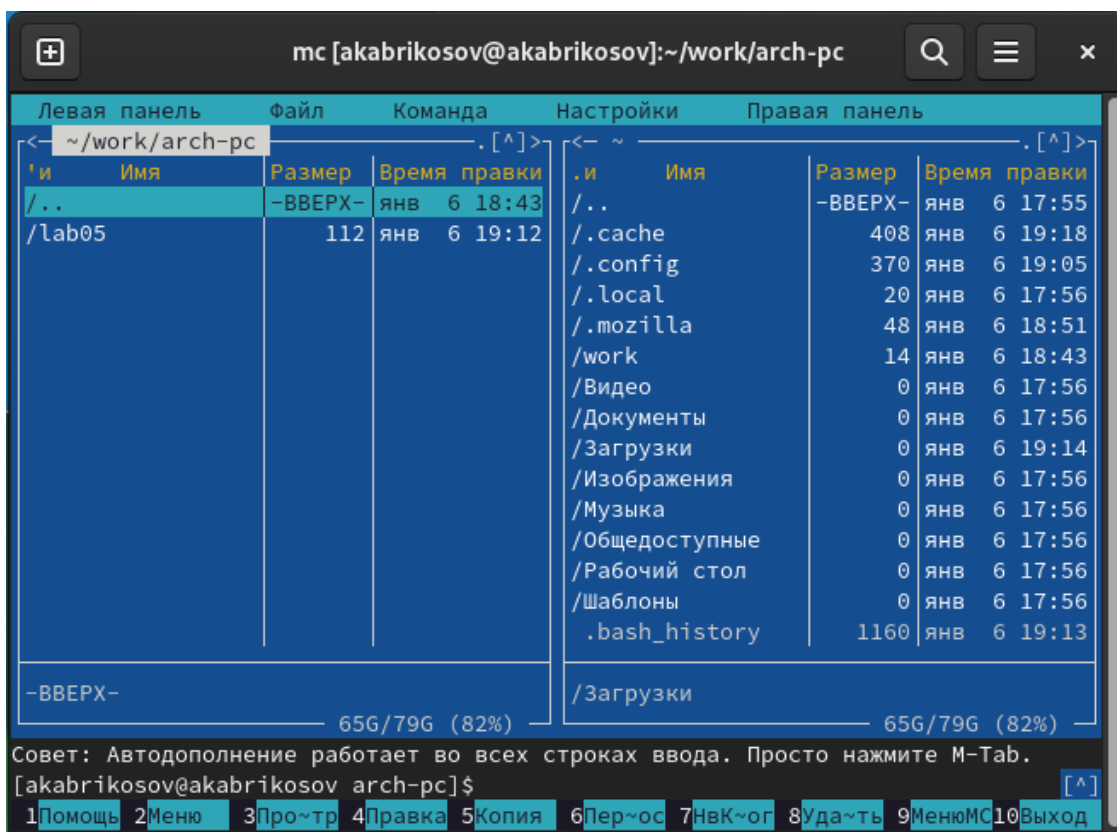 mc [akabrikosov@akabrikosov]:~/work/arch-pc
Левая панель Файл Команда Настройки Правая панель
<─ ~/work/arch-pc .[^]> <─ ~ .[^]>
'и Имя Размер Время правки .и Имя Размер Время правки
/.. -ВВЕРХ- янв 6 18:43 /.. -ВВЕРХ- янв 6 17:55
/lab05 112 янв 6 19:12 /.cache 408 янв 6 19:18
/.config 370 янв 6 19:05
/.local 20 янв 6 17:56
/.mozilla 48 янв 6 18:51
/work 14 янв 6 18:43
/Видео 0 янв 6 17:56
/Документы 0 янв 6 17:56
/Загрузки 0 янв 6 19:14
/Изображения 0 янв 6 17:56
/Музыка 0 янв 6 17:56
/Общедоступные 0 янв 6 17:56
/Рабочий стол 0 янв 6 17:56
/Шаблоны 0 янв 6 17:56
.bash_history 1160 янв 6 19:13
-ВВЕРХ- /Загрузки
65G/79G (82%) 65G/79G (82%)
Совет: Автодополнение работает во всех строках ввода. Просто нажмите M-Tab.
[akabrikosov@akabrikosov arch-pc]$ [^]
1Помощь 2Меню 3Про~тр 4Правка 5Копия 6Пер~ос 7НвК~ог 8Уда~ть 9МенюMC 10Выход